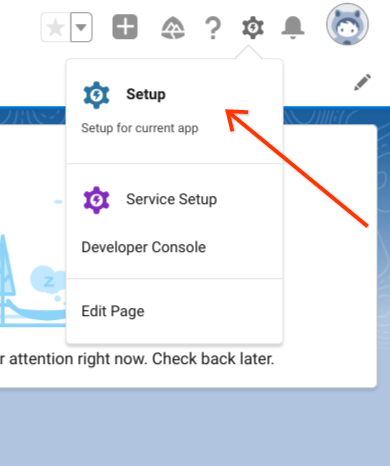 Setup
Setup for current app
Service Setup
Developer Console
Edit Page
attention right now. Check back later.